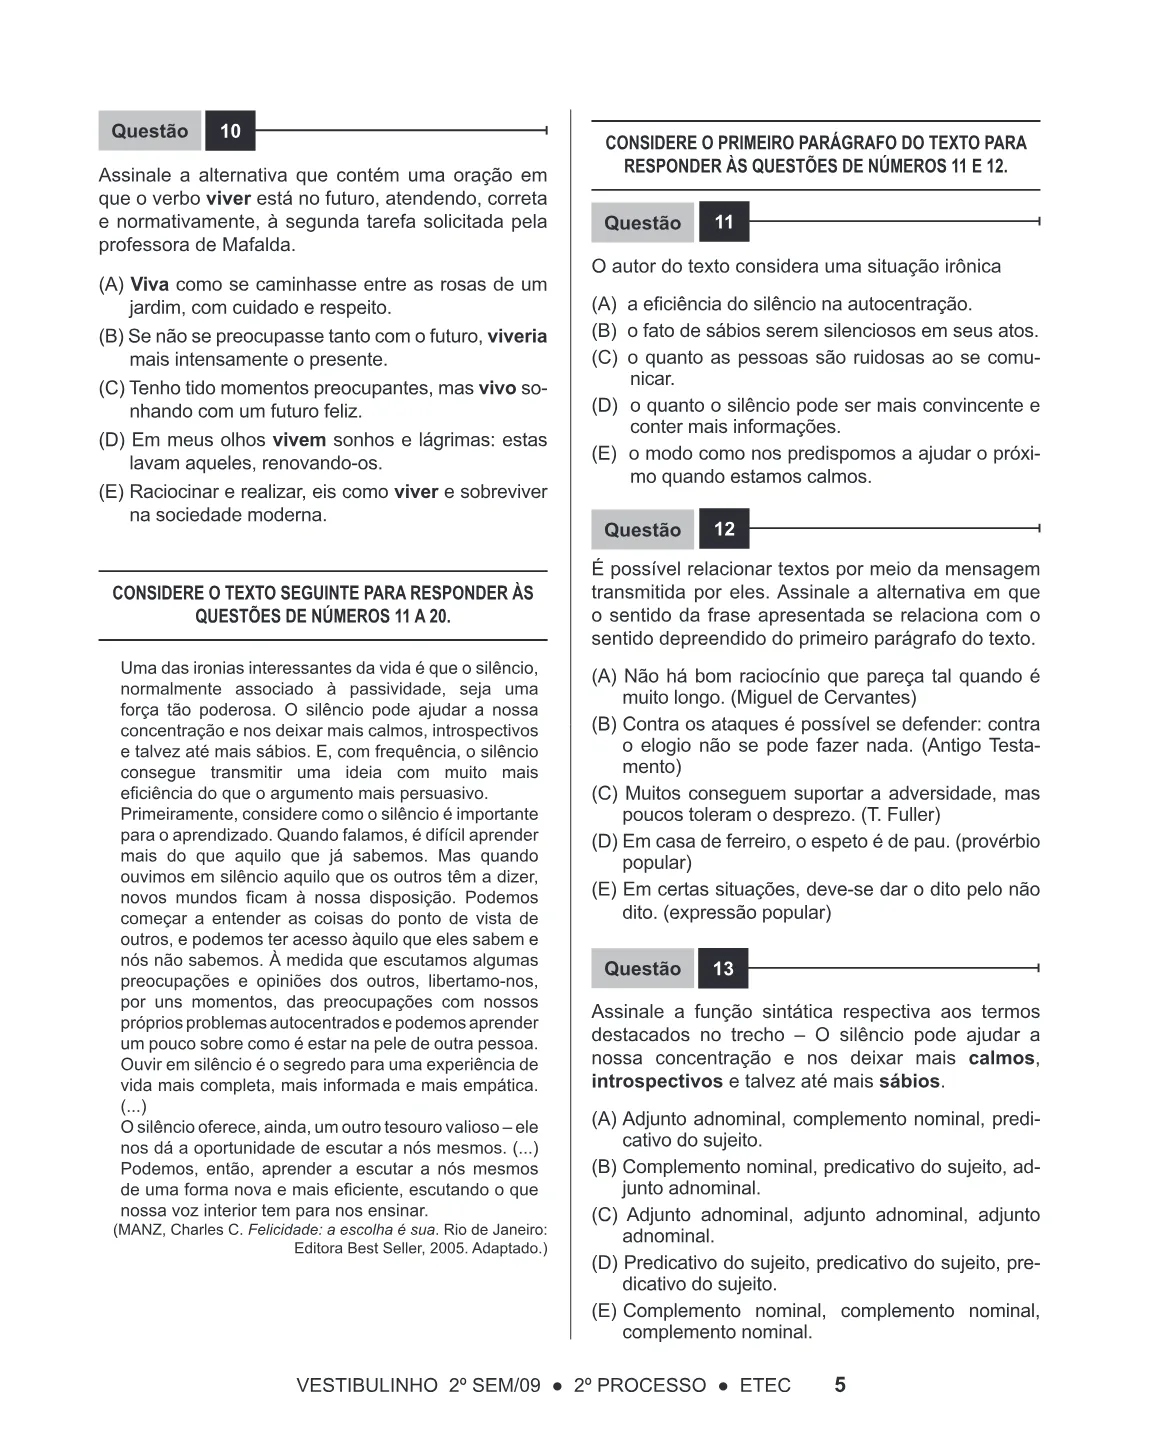 Questão 10
Assinale a alternativa que contém uma oração em
que o verbo viver está no futuro, atendendo, correta
e normativamente, à segunda tarefa solicitada pela
professora de Mafalda.
(A) Viva como se caminhasse entre as rosas de um
jardim, com cuidado e respeito.
(B) Se não se preocupasse tanto com o futuro, viveria
mais intensamente o presente.
(C) Tenho tido momentos preocupantes, mas vivo so-
nhando com um futuro feliz.
(D) Em meus olhos vivem sonhos e lágrimas: estas
lavam aqueles, renovando-os.
(E) Raciocinar e realizar, eis como viver e sobreviver
na sociedade moderna.
CONSIDERE O TEXTO SEGUINTE PARA RESPONDER ÀS
QUESTÕES DE NÚMEROS 11 A 20.
Uma das ironias interessantes da vida é que o silêncio,
normalmente associado à passividade, seja uma
força tão poderosa. O silêncio pode ajudar a nossa
concentração e nos deixar mais calmos, introspectivos
e talvez até mais sábios. E, com frequência, o silêncio
consegue transmitir uma ideia com muito mais
eficiência do que o argumento mais persuasivo.
Primeiramente, considere como o silêncio é importante
para o aprendizado. Quando falamos, é difícil aprender
mais do que aquilo que já sabemos. Mas quando
ouvimos em silêncio aquilo que os outros têm a dizer,
novos mundos ficam à nossa disposição. Podemos
começar a entender as coisas do ponto de vista de
outros, e podemos ter acesso àquilo que eles sabem e
nós não sabemos. À medida que escutamos algumas
preocupações e opiniões dos outros, libertamo-nos,
por uns momentos, das preocupações com nossos
próprios problemas autocentrados e podemos aprender
um pouco sobre como é estar na pele de outra pessoa.
Ouvir em silêncio é o segredo para uma experiência de
vida mais completa, mais informada e mais empática.
(...)
O silêncio oferece, ainda, um outro tesouro valioso – ele
nos dá a oportunidade de escutar a nós mesmos. (...)
Podemos, então, aprender a escutar a nós mesmos
de uma forma nova e mais eficiente, escutando o que
nossa voz interior tem para nos ensinar.
(MANZ, Charles C. Felicidade: a escolha é sua. Rio de Janeiro:
Editora Best Seller, 2005. Adaptado.)
CONSIDERE O PRIMEIRO PARÁGRAFO DO TEXTO PARA
RESPONDER ÀS QUESTÕES DE NÚMEROS 11 E 12.
Questão 11
O autor do texto considera uma situação irônica
(A) a eficiência do silêncio na autocentração.
(B) o fato de sábios serem silenciosos em seus atos.
(C) o quanto as pessoas são ruidosas ao se comu-
nicar.
(D) o quanto o silêncio pode ser mais convincente e
conter mais informações.
(E) o modo como nos predispomos a ajudar o próxi-
mo quando estamos calmos.
Questão 12
É possível relacionar textos por meio da mensagem
transmitida por eles. Assinale a alternativa em que
o sentido da frase apresentada se relaciona com o
sentido depreendido do primeiro parágrafo do texto.
(A) Não há bom raciocínio que pareça tal quando é
muito longo. (Miguel de Cervantes)
(B) Contra os ataques é possível se defender: contra
o elogio não se pode fazer nada. (Antigo Testa-
mento)
(C) Muitos conseguem suportar a adversidade, mas
poucos toleram o desprezo. (T. Fuller)
(D) Em casa de ferreiro, o espeto é de pau. (provérbio
popular)
(E) Em certas situações, deve-se dar o dito pelo não
dito. (expressão popular)
Questão 13
Assinale a função sintática respectiva aos termos
destacados no trecho – O silêncio pode ajudar a
nossa concentração e nos deixar mais calmos,
introspectivos e talvez até mais sábios.
(A) Adjunto adnominal, complemento nominal, predi-
cativo do sujeito.
(B) Complemento nominal, predicativo do sujeito, ad-
junto adnominal.
(C) Adjunto adnominal, adjunto adnominal, adjunto
adnominal.
(D) Predicativo do sujeito, predicativo do sujeito, pre-
dicativo do sujeito.
(E) Complemento nominal, complemento nominal,
complemento nominal.
VESTIBULINHO 2º SEM/09 ● 2º PROCESSO ● ETEC 5